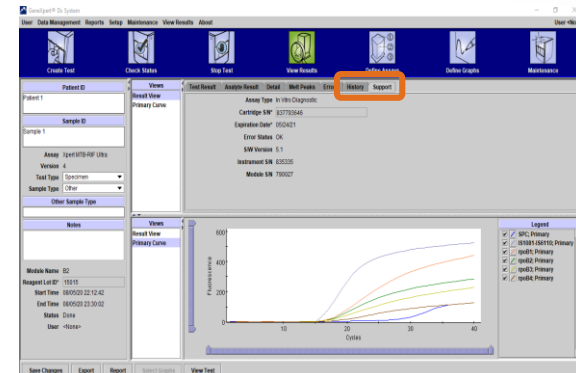 GeneXpert® Dx System
User Data Management Reports Setup Maintenance View Results About
User <No
Create Test
Check Status
Stop Test
View Results
Define Assays
Define Graphs
Maintenance
Patient ID
Patient 1
Sample ID
Sample 1
Assay Xpert MTB-RIF Ultra
Version 4
Test Type Specimen
Sample Type Other
Other Sample Type
Notes
Module Name B2
Reagent Lot ID* 15015
Start Time 08/05/20 22:12:42
End Time 08/05/20 23:30:02
Status Done
User <None>
Views
Result View
Primary Curve
Test Result Analyte Result Detail Melt Peaks Error History Support
Assay Type In Vitro Diagnostic
Cartridge S/N* 837793646
Expiration Date* 05/24/21
Error Status OK
S/W Version 5.1
Instrument S/N 835335
Module S/N 790027
Views
Result View
Primary Curve
Fluorescence
600
400
200
0
10 20 30 40
Cycles
Legend
SPC; Primary
IS1081-IS6110; Primary
rpoB1; Primary
rpoB2; Primary
rpoB3; Primary
rpoB4; Primary
Save Changes Export Report Select Graphs View Test